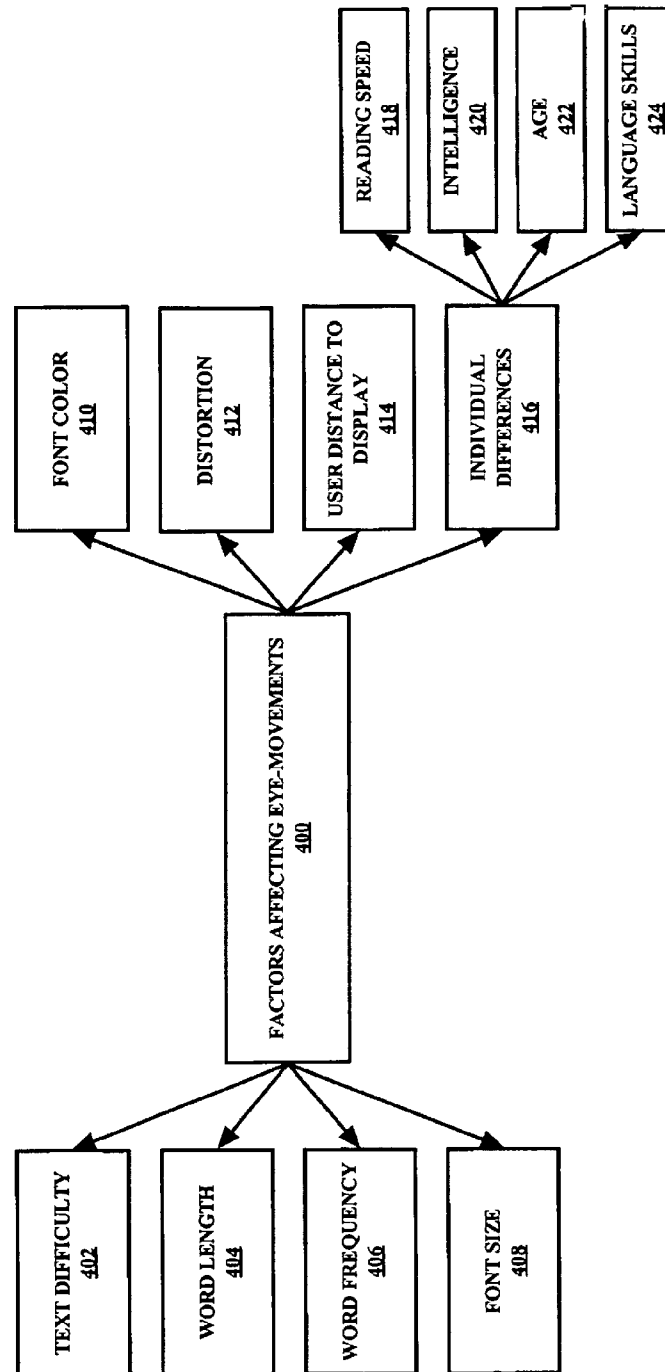 TEXT DIFFICULTY
402
WORD LENGTH
404
WORD FREQUENCY
406
FONT SIZE
408
FACTORS AFFECTING EYE-MOVEMENTS
400
FONT COLOR
410
DISTORTION
412
USER DISTANCE TO
DISPLAY
414
INDIVIDUAL
DIFFERENCES
416
READING SPEED
418
INTELLIGENCE
420
AGE
422
LANGUAGE SKILLS
424